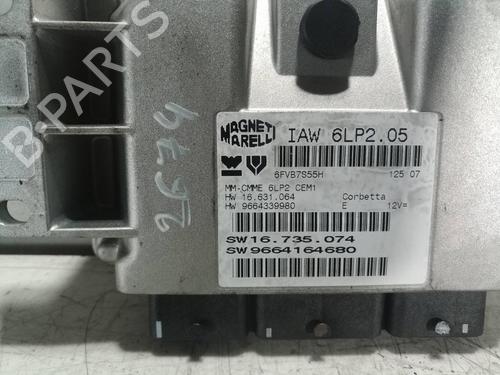 B-PARTS
2674
MAGNETI
MARELLI
IAW 6LP2.05
6FVB7S55H 125 07
MM-CMME 6LP2 CEM1
HW 16.631.064 Corbetta
HW 9664339980 E 12V=
SW16.735.074
SW9664164680